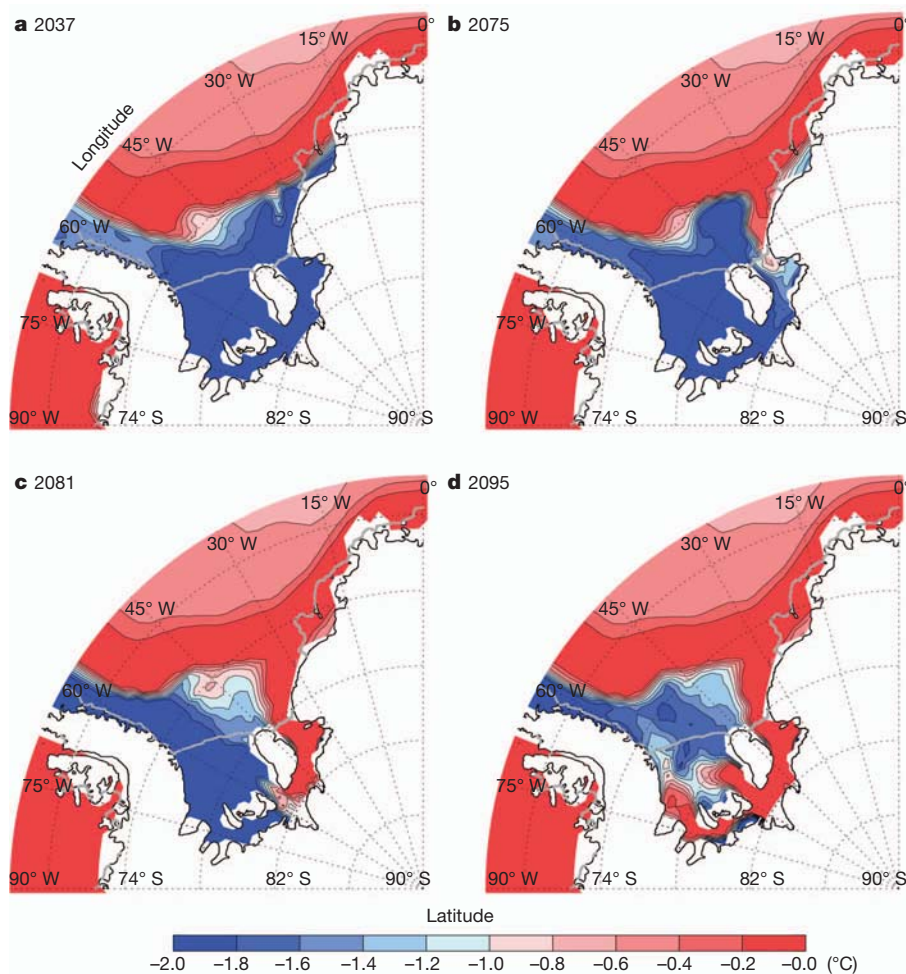 a 2037
0°
15° W
30° W
45° W
Longitude
60° W
75° W
90° W
74° S
82° S
90° S
b 2075
0°
15° W
30° W
45° W
60° W
75° W
90° W
74° S
82° S
90° S
c 2081
0°
15° W
30° W
45° W
60° W
75° W
90° W
74° S
82° S
90° S
d 2095
0°
15° W
30° W
45° W
60° W
75° W
90° W
74° S
82° S
90° S
Latitude
–2.0 –1.8 –1.6 –1.4 –1.2 –1.0 –0.8 –0.6 –0.4 –0.2 –0.0 (°C)